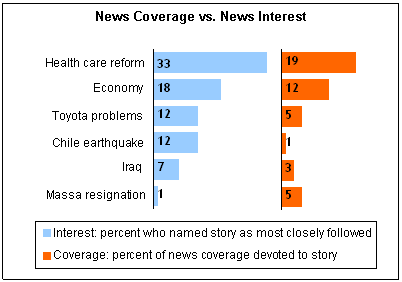 News Coverage vs. News Interest
Health care reform 33 19
Economy 18 12
Toyota problems 12 5
Chile earthquake 12 1
Iraq 7 3
Massa resignation 1 5
Interest: percent who named story as most closely followed
Coverage: percent of news coverage devoted to story